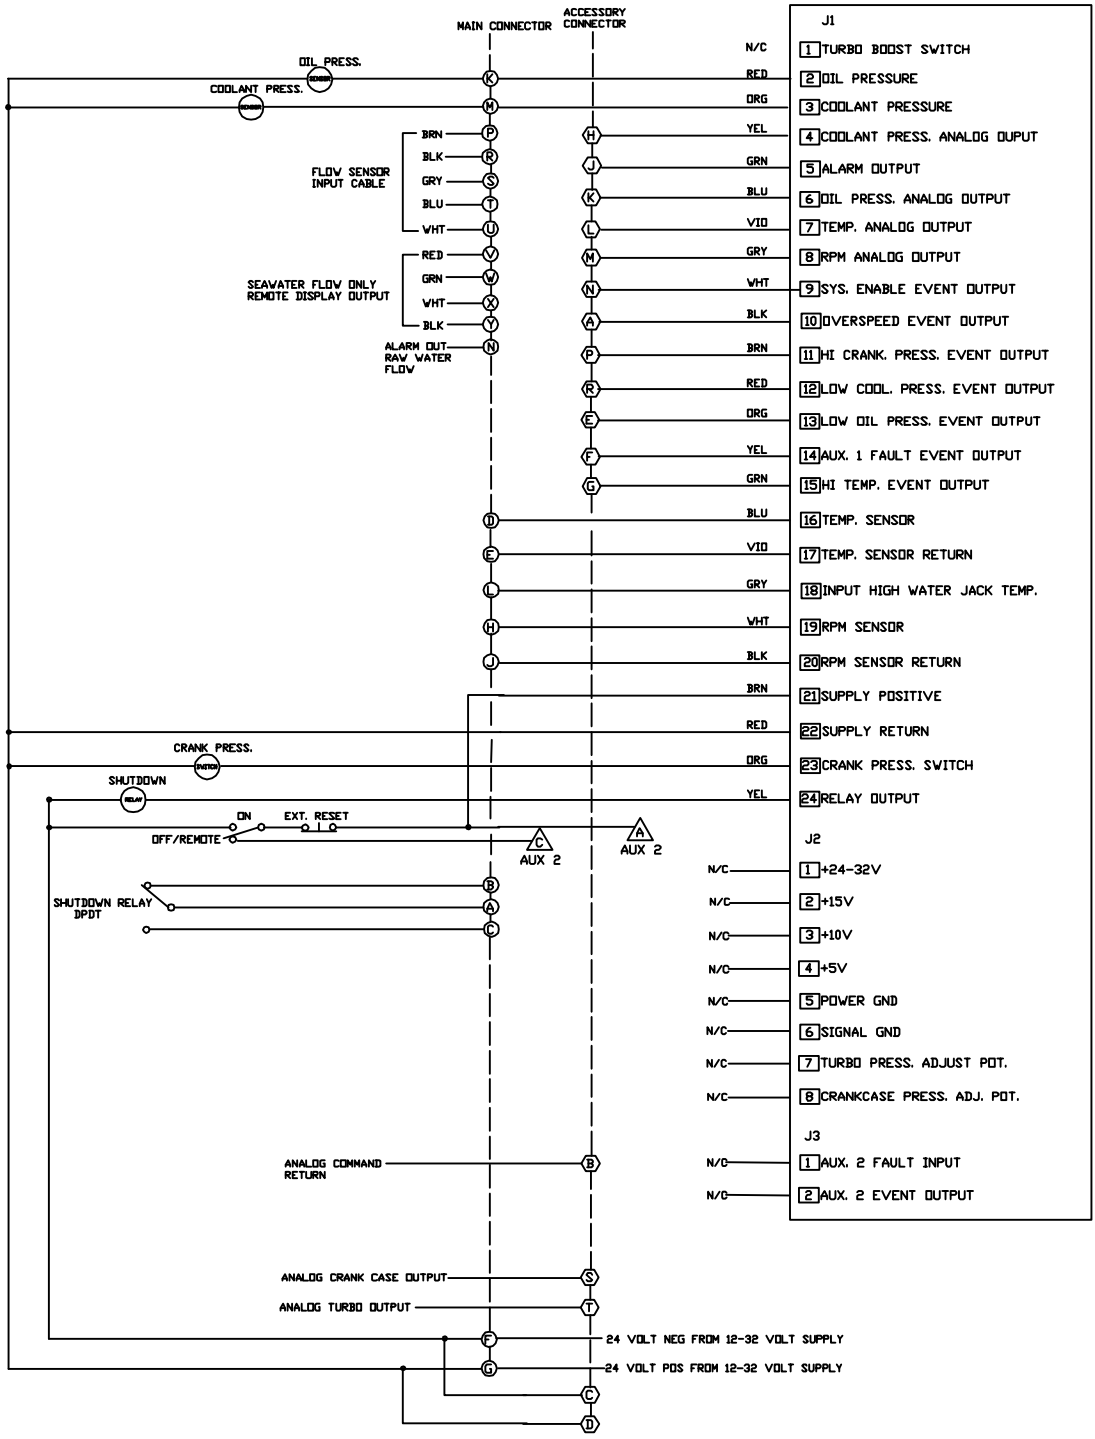 MAIN CONNECTOR
ACCESSORY
CONNECTOR
J1
N/C 1 TURBO BOOST SWITCH
OIL PRESS.
SENSOR K RED 2 OIL PRESSURE
COOLANT PRESS.
SENSOR M ORG 3 COOLANT PRESSURE
BRN P H YEL 4 COOLANT PRESS. ANALOG OUPUT
BLK R J GRN 5 ALARM OUTPUT
FLOW SENSOR
INPUT CABLE
GRY S K BLU 6 OIL PRESS. ANALOG OUTPUT
BLU T
WHT U L VIO 7 TEMP. ANALOG OUTPUT
RED V M GRY 8 RPM ANALOG OUTPUT
GRN W
SEAWATER FLOW ONLY
REMOTE DISPLAY OUTPUT
N WHT 9 SYS. ENABLE EVENT OUTPUT
WHT X
BLK Y A BLK 10 OVERSPEED EVENT OUTPUT
ALARM OUT N
RAW WATER
FLOW
P BRN 11 HI CRANK. PRESS. EVENT OUTPUT
R RED 12 LOW COOL. PRESS. EVENT OUTPUT
E ORG 13 LOW OIL PRESS. EVENT OUTPUT
F YEL 14 AUX. 1 FAULT EVENT OUTPUT
G GRN 15 HI TEMP. EVENT OUTPUT
D BLU 16 TEMP. SENSOR
E VIO 17 TEMP. SENSOR RETURN
L GRY 18 INPUT HIGH WATER JACK TEMP.
H WHT 19 RPM SENSOR
J BLK 20 RPM SENSOR RETURN
BRN 21 SUPPLY POSITIVE
RED 22 SUPPLY RETURN
CRANK PRESS.
SWITCH ORG 23 CRANK PRESS. SWITCH
SHUTDOWN
RELAY YEL 24 RELAY OUTPUT
ON EXT. RESET
OFF/REMOTE
C
AUX 2
A
AUX 2
J2
N/C 1 +24-32V
B
SHUTDOWN RELAY
DPDT
A
C
N/C 2 +15V
N/C 3 +10V
N/C 4 +5V
N/C 5 POWER GND
N/C 6 SIGNAL GND
N/C 7 TURBO PRESS. ADJUST POT.
N/C 8 CRANKCASE PRESS. ADJ. POT.
J3
ANALOG COMMAND
RETURN
B
N/C 1 AUX. 2 FAULT INPUT
N/C 2 AUX. 2 EVENT OUTPUT
ANALOG CRANK CASE OUTPUT S
ANALOG TURBO OUTPUT T
F 24 VOLT NEG FROM 12-32 VOLT SUPPLY
G 24 VOLT POS FROM 12-32 VOLT SUPPLY
C
D